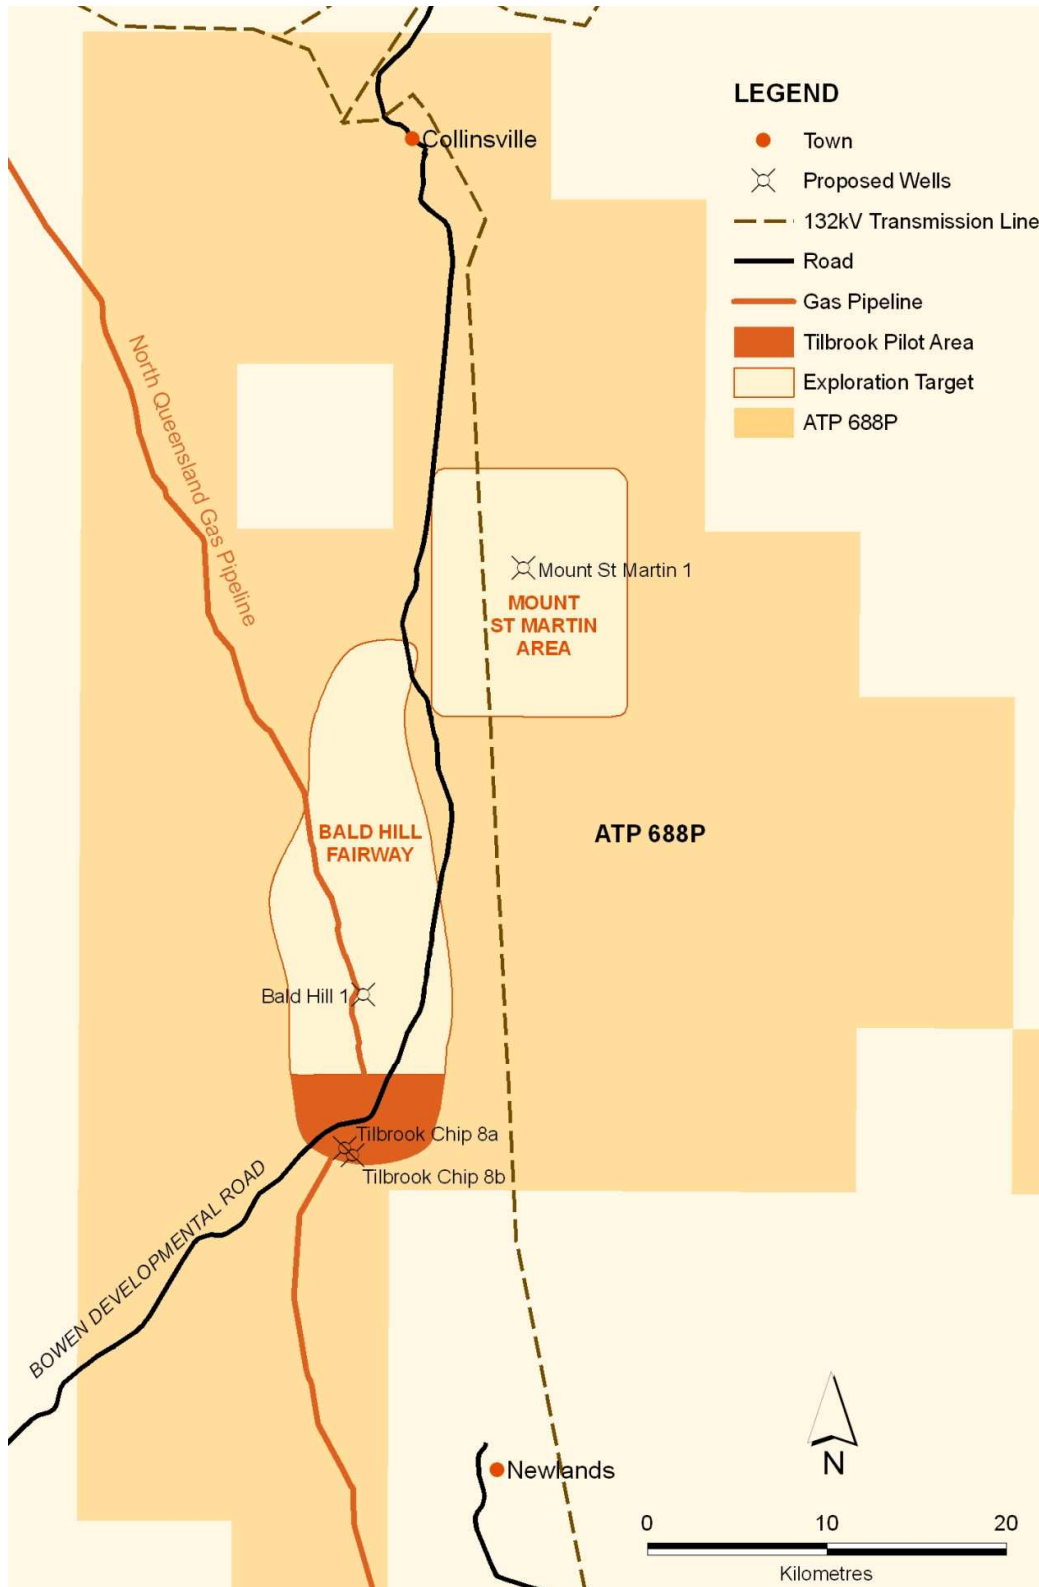 LEGEND
Town
Proposed Wells
132kV Transmission Line
Road
Gas Pipeline
Tilbrook Pilot Area
Exploration Target
ATP 688P
Collinsville
North Queensland Gas Pipeline
Mount St Martin 1
MOUNT
ST MARTIN
AREA
BALD HILL
FAIRWAY
ATP 688P
Bald Hill 1
Tilbrook Chip 8a
Tilbrook Chip 8b
BOWEN DEVELOPMENTAL ROAD
Newlands
N
0 10 20
Kilometres